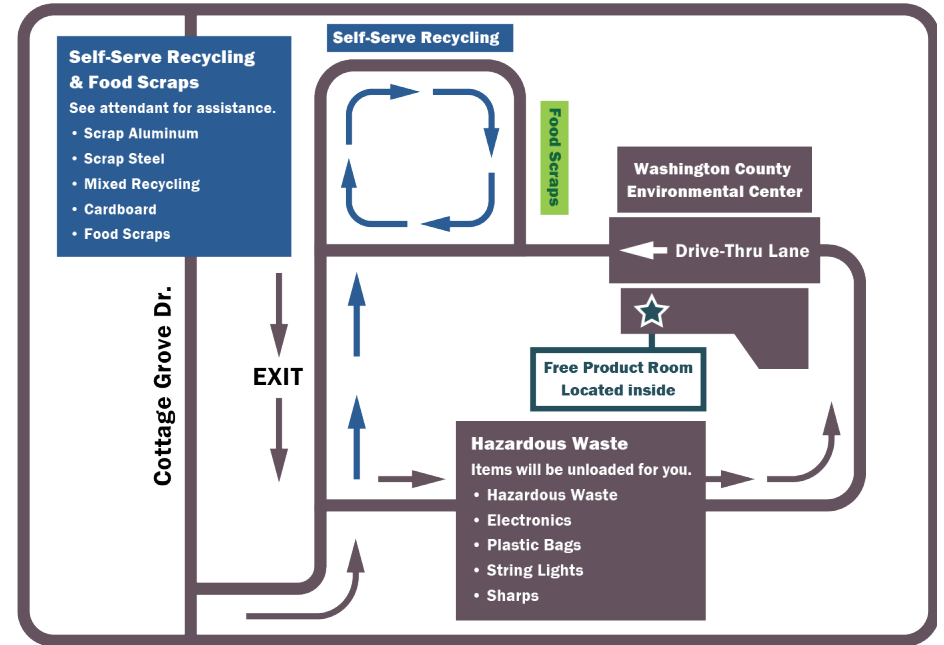 Self-Serve Recycling
Self-Serve Recycling
& Food Scraps
See attendant for assistance.
• Scrap Aluminum
• Scrap Steel
• Mixed Recycling
• Cardboard
• Food Scraps
Food Scraps
Washington County
Environmental Center
Drive-Thru Lane
Free Product Room
Located inside
Cottage Grove Dr.
EXIT
Hazardous Waste
Items will be unloaded for you.
• Hazardous Waste
• Electronics
• Plastic Bags
• String Lights
• Sharps